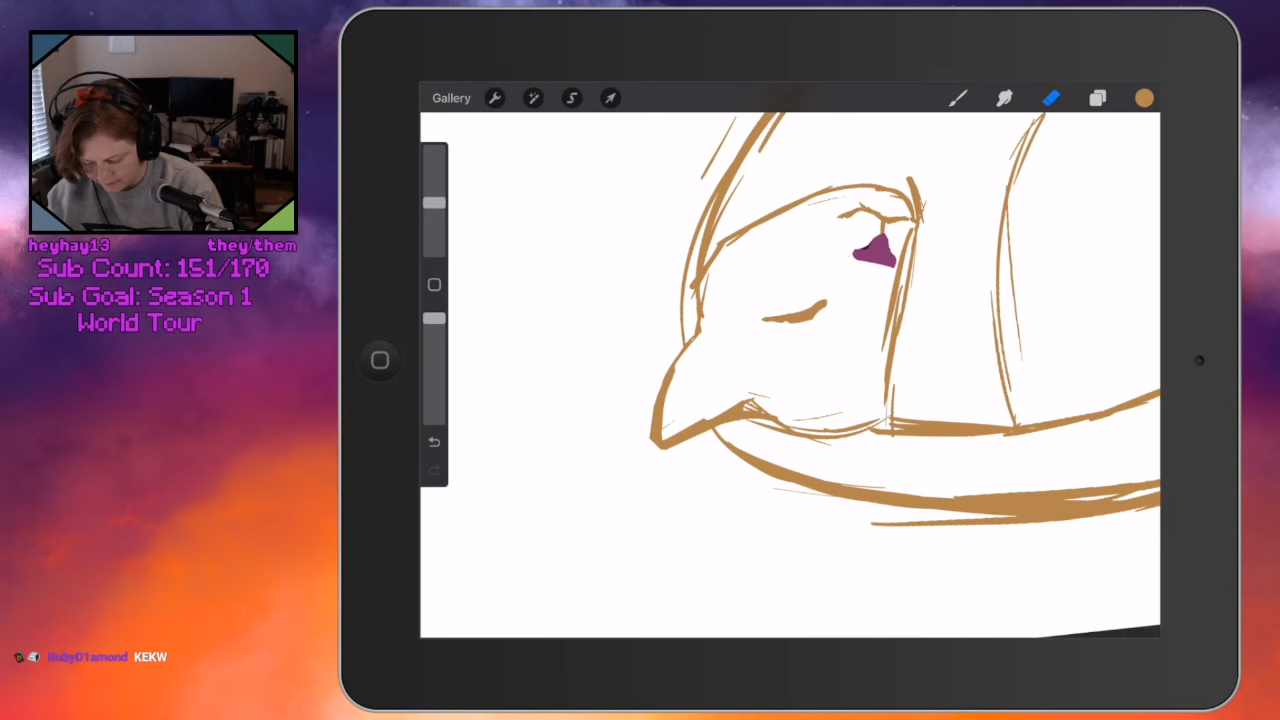 Gallery
heyhay13 they/them
Sub Count: 151/170
Sub Goal: Season 1
World Tour
RubyD1amond KEKW